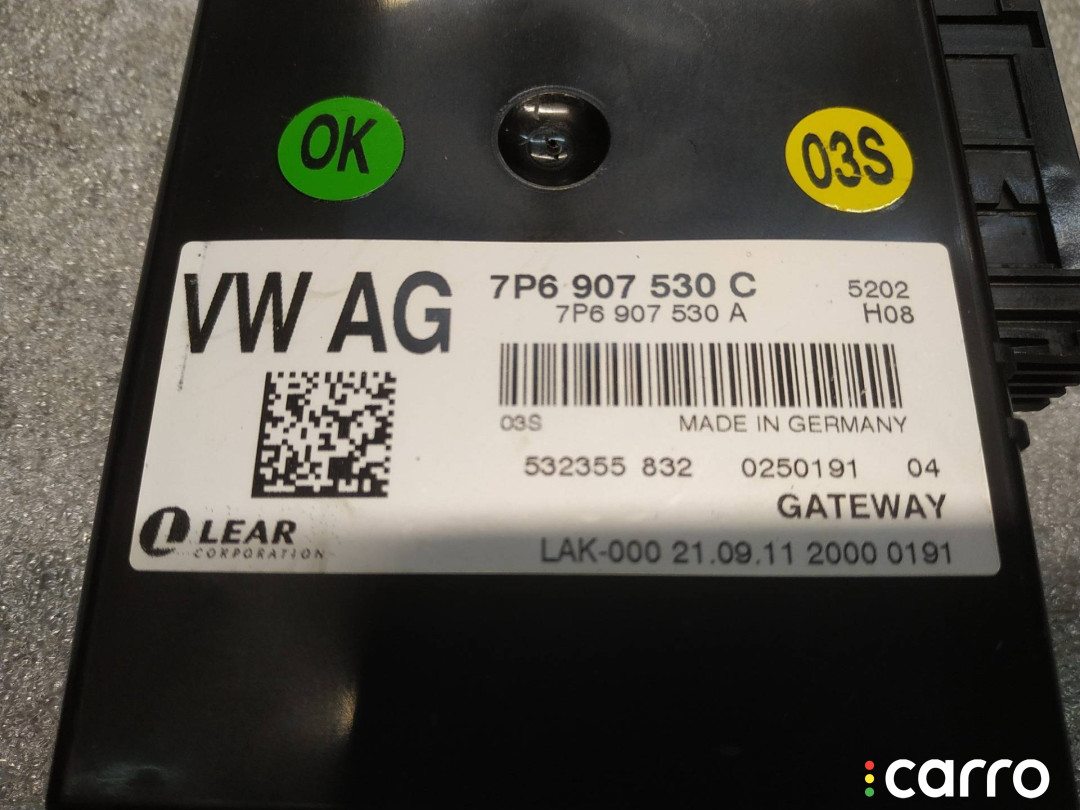 OK
03S
VW AG
7P6 907 530 C
5202
7P6 907 530 A
H08
03S
MADE IN GERMANY
532355 832 0250191 04
GATEWAY
LEAR
CORPORATION
LAK-000 21.09.11 2000 0191
carro